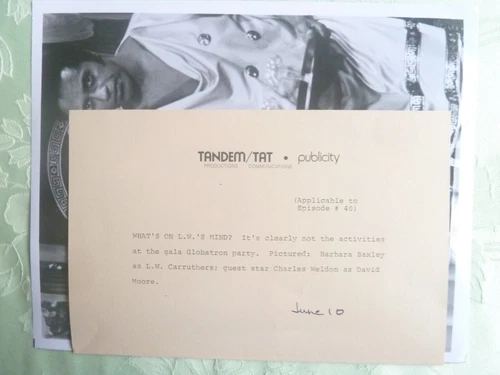 TANDEM/TAT • publicity
PRODUCTIONS COMMUNICATIONS
(Applicable to
Episode # 40)
WHAT'S ON L.W.'S MIND? It's clearly not the activities
at the gala Globatron party. Pictured: Barbara Baxley
as L.W. Carruthers; guest star Charles Weldon as David
Moore.
June 10